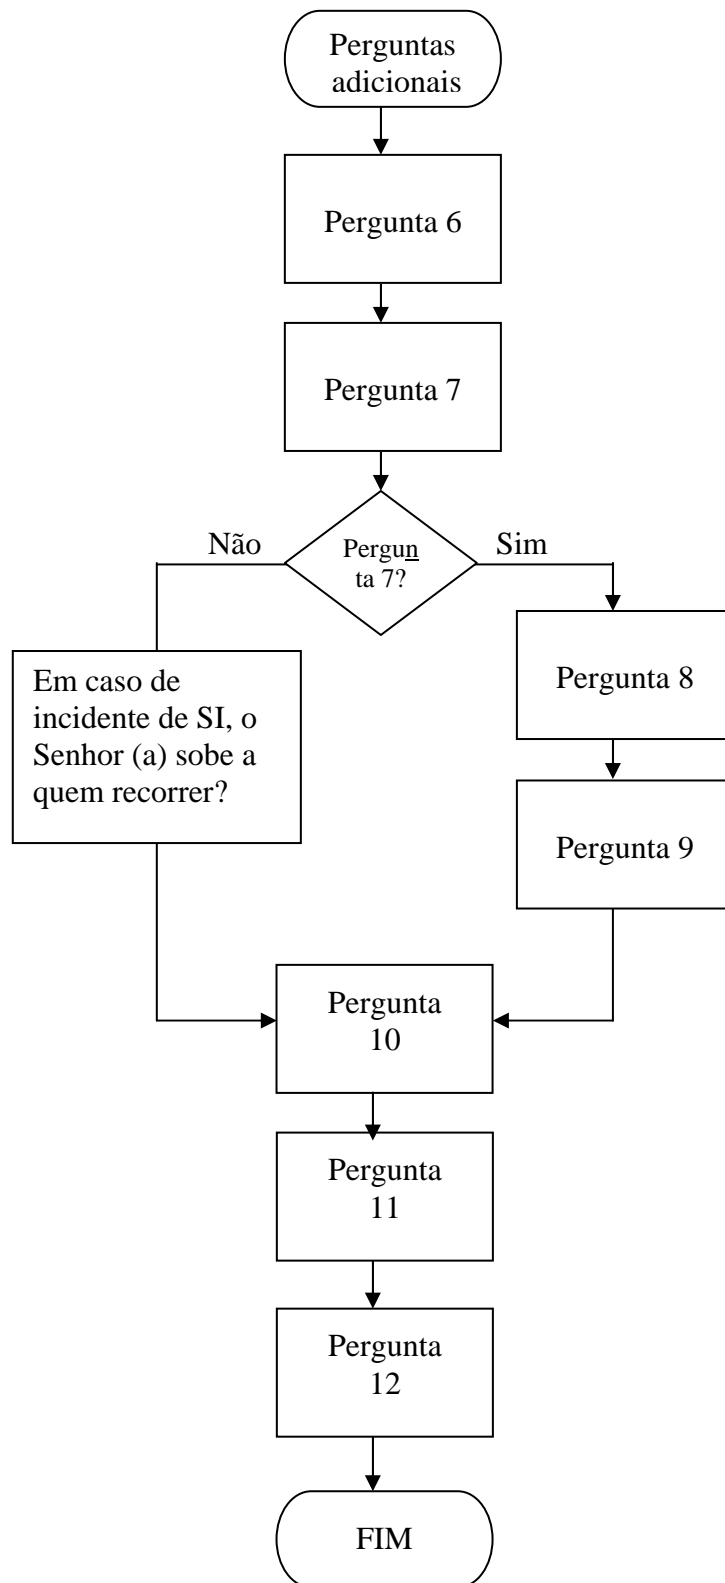 Perguntas
adicionais
Pergunta 6
Pergunta 7
Não
Pergun
ta 7?
Sim
Em caso de
incidente de SI, o
Senhor (a) sobe a
quem recorrer?
Pergunta 8
Pergunta 9
Pergunta
10
Pergunta
11
Pergunta
12
FIM